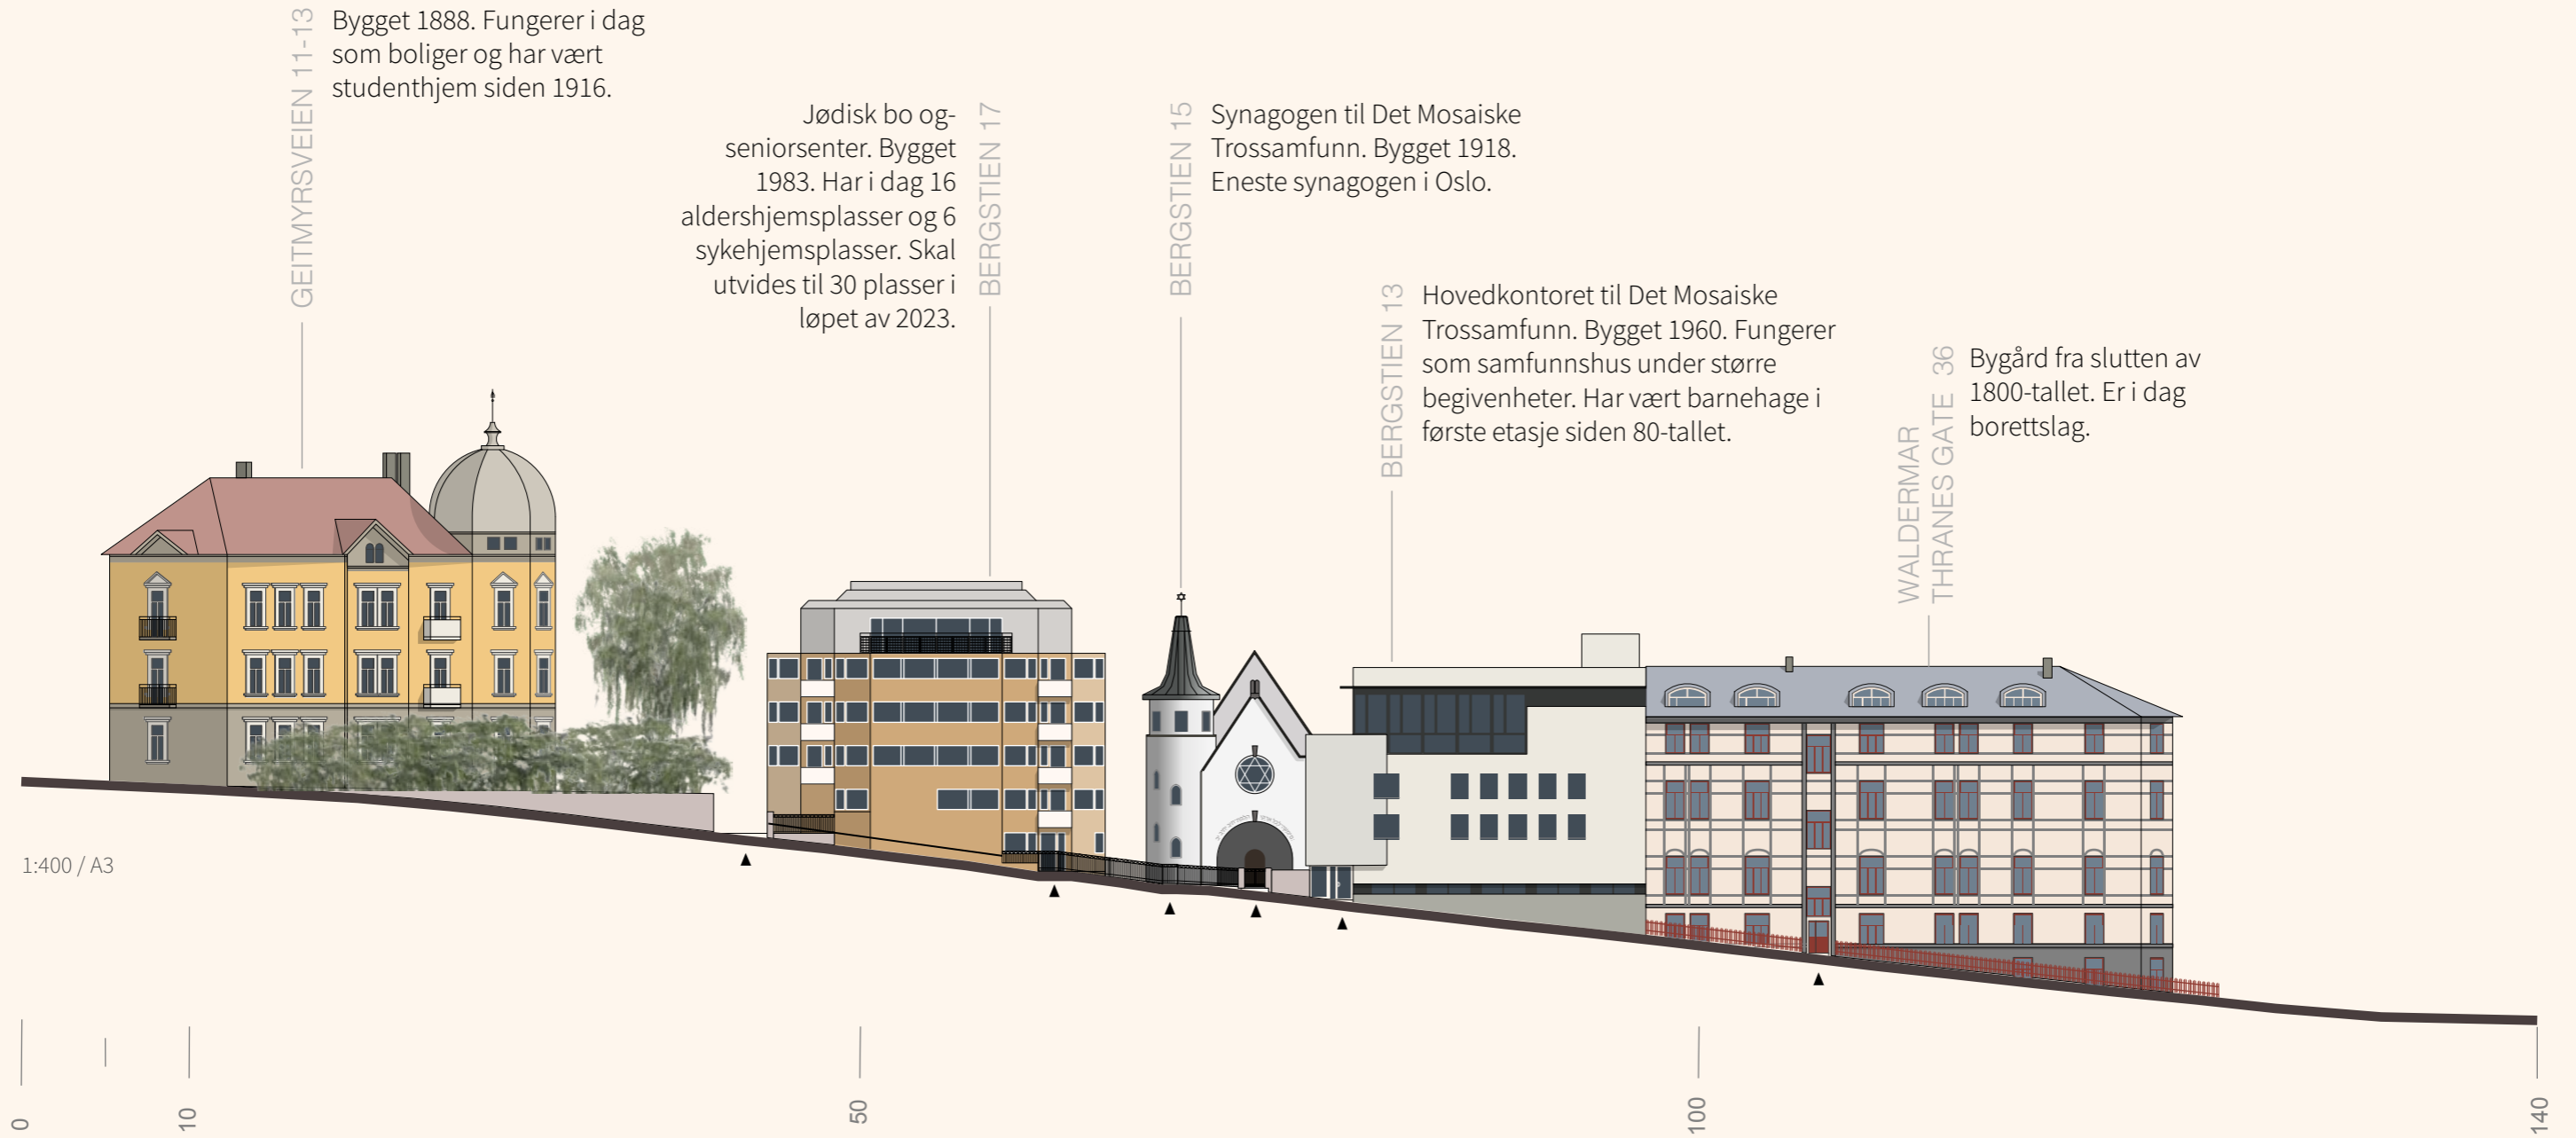 GEITMYRSVEIEN 11-13
Bygget 1888. Fungerer i dag
som boliger og har vært
studenthjem siden 1916.
Jødisk bo og-
seniorsenter. Bygget
1983. Har i dag 16
aldershjemsplasser og 6
sykehjemsplasser. Skal
utvides til 30 plasser i
løpet av 2023.
BERGSTIEN 17
BERGSTIEN 15
Synagogen til Det Mosaiske
Trossamfunn. Bygget 1918.
Eneste synagogen i Oslo.
BERGSTIEN 13
Hovedkontoret til Det Mosaiske
Trossamfunn. Bygget 1960. Fungerer
som samfunnshus under større
begivenheter. Har vært barnehage i
første etasje siden 80-tallet.
WALDERMAR
THRANES GATE 36
Bygård fra slutten av
1800-tallet. Er i dag
borettslag.
1:400 / A3
0
10
50
100
140